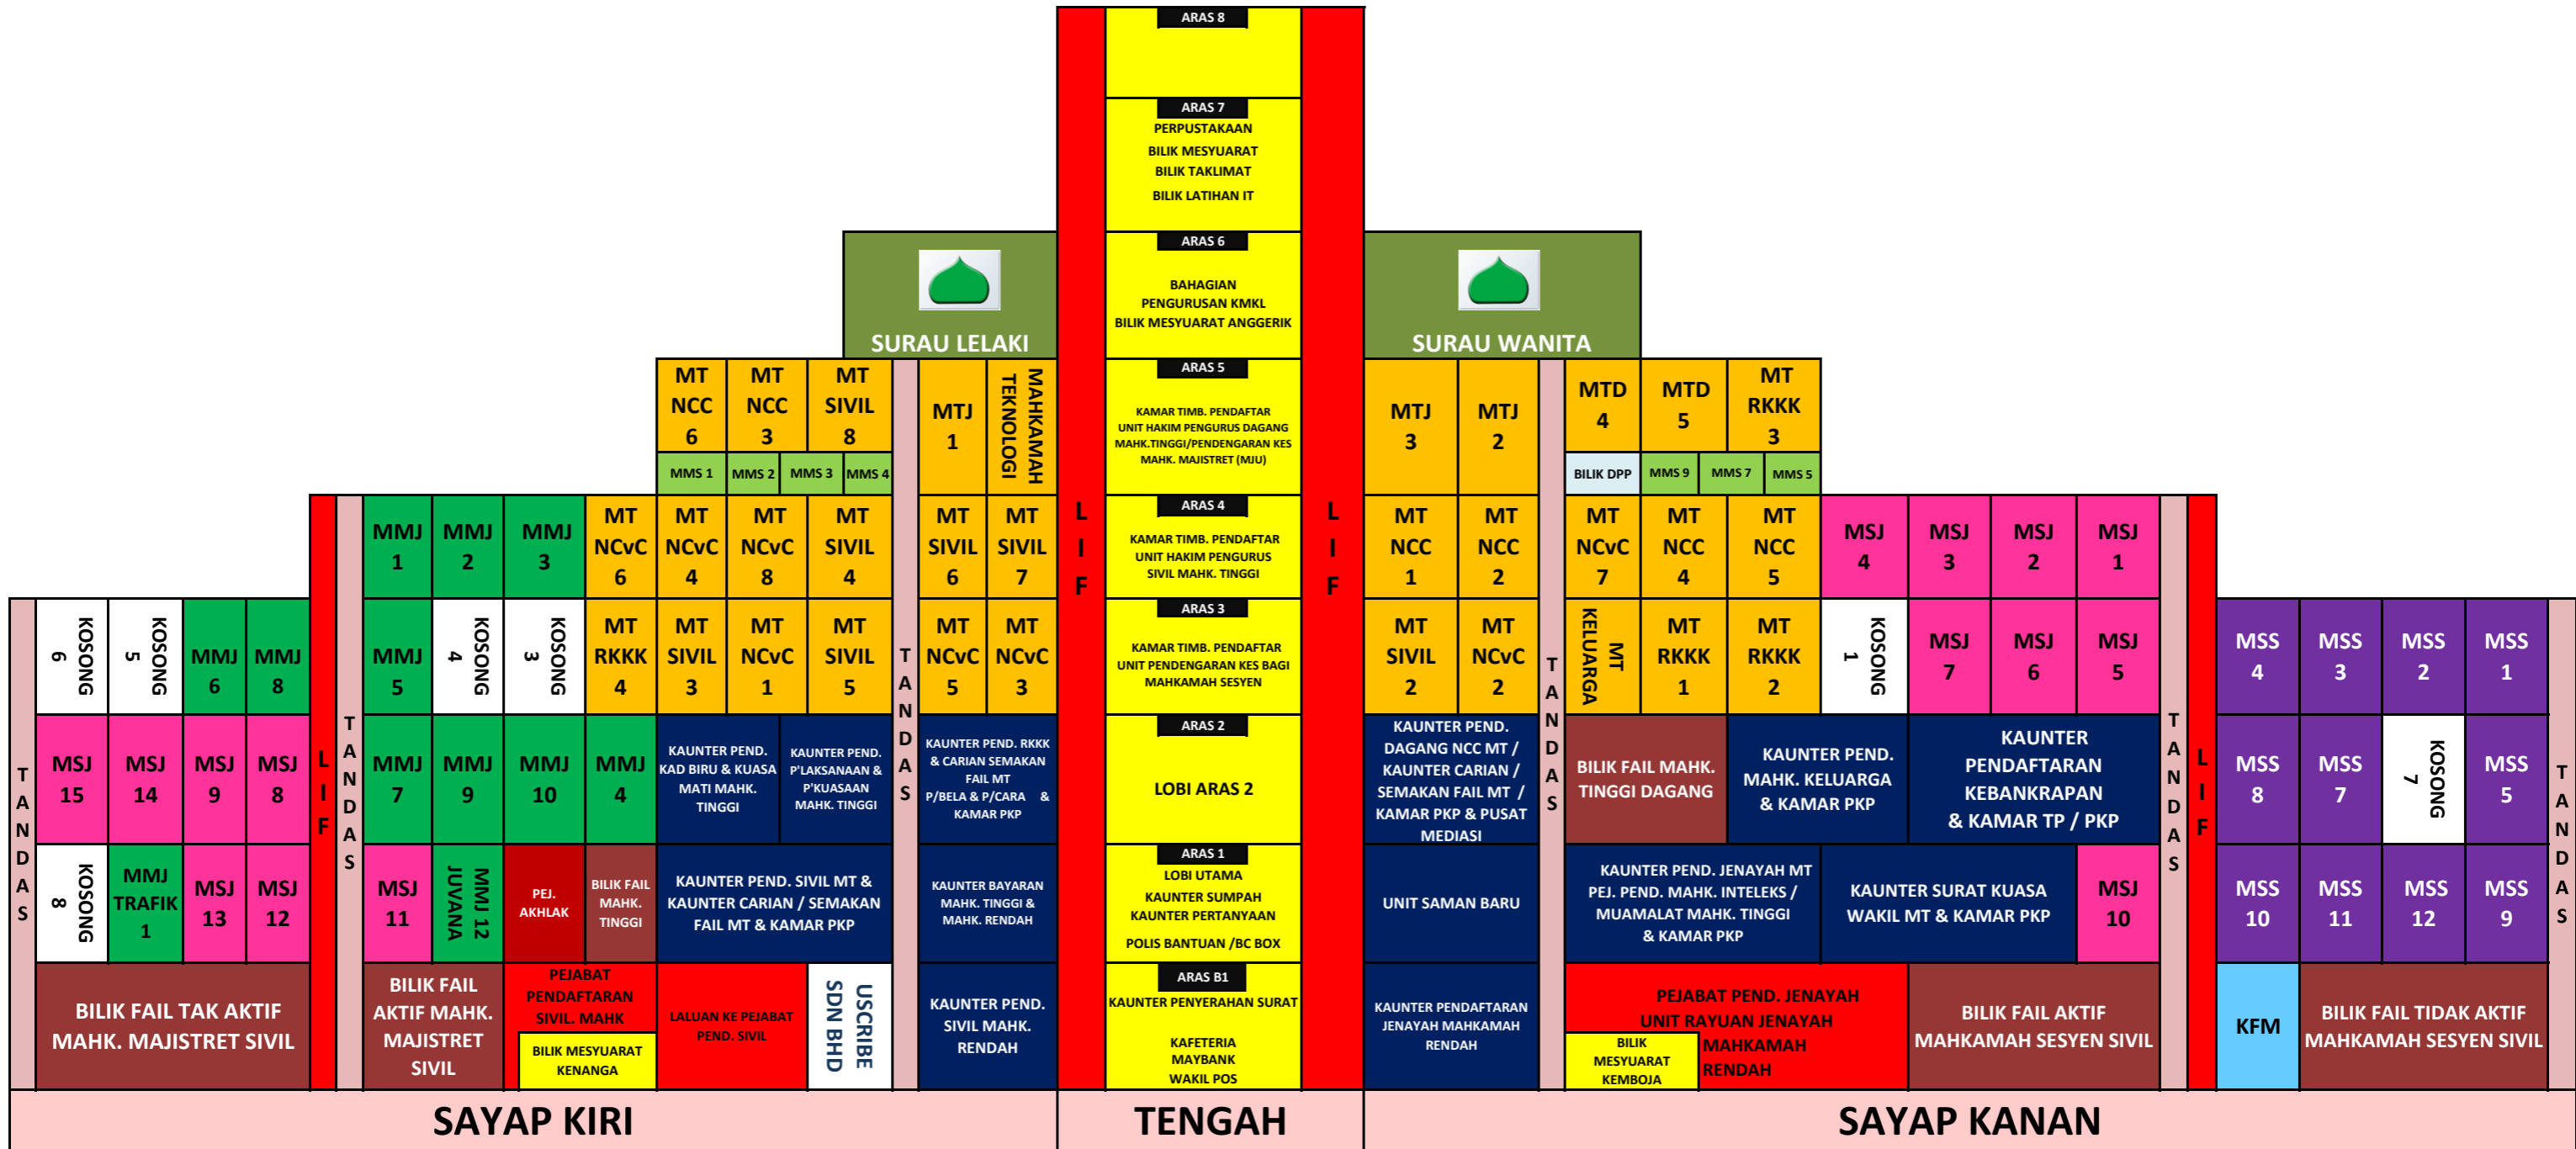 ARAS 8
ARAS 7
PERPUSTAKAAN
BILIK MESYUARAT
BILIK TAKLIMAT
BILIK LATIHAN IT
SURAU LELAKI
ARAS 6
BAHAGIAN
PENGURUSAN KMKL
BILIK MESYUARAT ANGGERIK
SURAU WANITA
MT
NCC
6
MT
NCC
3
MT
SIVIL
8
MTJ
1
MAHKAMAH
TEKNOLOGI
MMS 1
MMS 2
MMS 3
MMS 4
ARAS 5
KAMAR TIMB. PENDAFTAR
UNIT HAKIM PENGURUS DAGANG
MAHK.TINGGI/PENDENGARAN KES
MAHK. MAJISTRET (MJU)
MTJ
3
MTJ
2
MTD
4
MTD
5
MT
RKKK
3
BILIK DPP
MMS 9
MMS 7
MMS 5
MMJ
1
MMJ
2
MMJ
3
MT
NCvC
6
MT
NCvC
4
MT
NCvC
8
MT
SIVIL
4
MT
SIVIL
6
MT
SIVIL
7
LIF
ARAS 4
KAMAR TIMB. PENDAFTAR
UNIT HAKIM PENGURUS
SIVIL MAHK. TINGGI
LIF
MT
NCC
1
MT
NCC
2
MT
NCvC
7
MT
NCC
4
MT
NCC
5
MSJ
4
MSJ
3
MSJ
2
MSJ
1
KOSONG
6
KOSONG
5
MMJ
6
MMJ
8
MMJ
5
KOSONG
4
KOSONG
3
MT
RKKK
4
MT
SIVIL
3
MT
NCvC
1
MT
SIVIL
5
TANDAS
MT
NCvC
5
MT
NCvC
3
ARAS 3
KAMAR TIMB. PENDAFTAR
UNIT PENDENGARAN KES BAGI
MAHKAMAH SESYEN
MT
SIVIL
2
MT
NCvC
2
TANDAS
MT
KELUARGA
MT
RKKK
1
MT
RKKK
2
KOSONG
1
MSJ
7
MSJ
6
MSJ
5
MSS
4
MSS
3
MSS
2
MSS
1
TANDAS
MSJ
15
MSJ
14
MSJ
9
MSJ
8
LIF
TANDAS
MMJ
7
MMJ
9
MMJ
10
MMJ
4
KAUNTER PEND.
KAD BIRU & KUASA
MATI MAHK.
TINGGI
KAUNTER PEND.
P'LAKSANAAN &
P'KUASAAN
MAHK. TINGGI
KAUNTER PEND. RKKK
& CARIAN SEMAKAN
FAIL MT
P/BELA & P/CARA &
KAMAR PKP
ARAS 2
LOBI ARAS 2
KAUNTER PEND.
DAGANG NCC MT /
KAUNTER CARIAN /
SEMAKAN FAIL MT /
KAMAR PKP & PUSAT
MEDIASI
BILIK FAIL MAHK.
TINGGI DAGANG
KAUNTER PEND.
MAHK. KELUARGA
& KAMAR PKP
KAUNTER
PENDAFTARAN
KEBANKRAPAN
& KAMAR TP / PKP
TANDAS
LIF
MSS
8
MSS
7
KOSONG
7
MSS
5
TANDAS
KOSONG
8
MMJ
TRAFIK
1
MSJ
13
MSJ
12
MSJ
11
MMJ 12
JUVANA
PEJ.
AKHLAK
BILIK FAIL
MAHK.
TINGGI
KAUNTER PEND. SIVIL MT &
KAUNTER CARIAN / SEMAKAN
FAIL MT & KAMAR PKP
KAUNTER BAYARAN
MAHK. TINGGI &
MAHK. RENDAH
ARAS 1
LOBI UTAMA
KAUNTER SUMPAH
KAUNTER PERTANYAAN
POLIS BANTUAN /BC BOX
UNIT SAMAN BARU
KAUNTER PEND. JENAYAH MT
PEJ. PEND. MAHK. INTELEKS /
MUAMALAT MAHK. TINGGI
& KAMAR PKP
KAUNTER SURAT KUASA
WAKIL MT & KAMAR PKP
MSJ
10
MSS
10
MSS
11
MSS
12
MSS
9
BILIK FAIL TAK AKTIF
MAHK. MAJISTRET SIVIL
BILIK FAIL
AKTIF MAHK.
MAJISTRET
SIVIL
PEJABAT
PENDAFTARAN
SIVIL. MAHK
BILIK MESYUARAT
KENANGA
LALUAN KE PEJABAT
PEND. SIVIL
USCRIBE
SDN BHD
KAUNTER PEND.
SIVIL MAHK.
RENDAH
ARAS B1
KAUNTER PENYERAHAN SURAT
KAFETERIA
MAYBANK
WAKIL POS
KAUNTER PENDAFTARAN
JENAYAH MAHKAMAH
RENDAH
PEJABAT PEND. JENAYAH
UNIT RAYUAN JENAYAH
MAHKAMAH
RENDAH
BILIK
MESYUARAT
KEMBOJA
BILIK FAIL AKTIF
MAHKAMAH SESYEN SIVIL
KFM
BILIK FAIL TIDAK AKTIF
MAHKAMAH SESYEN SIVIL
SAYAP KIRI
TENGAH
SAYAP KANAN